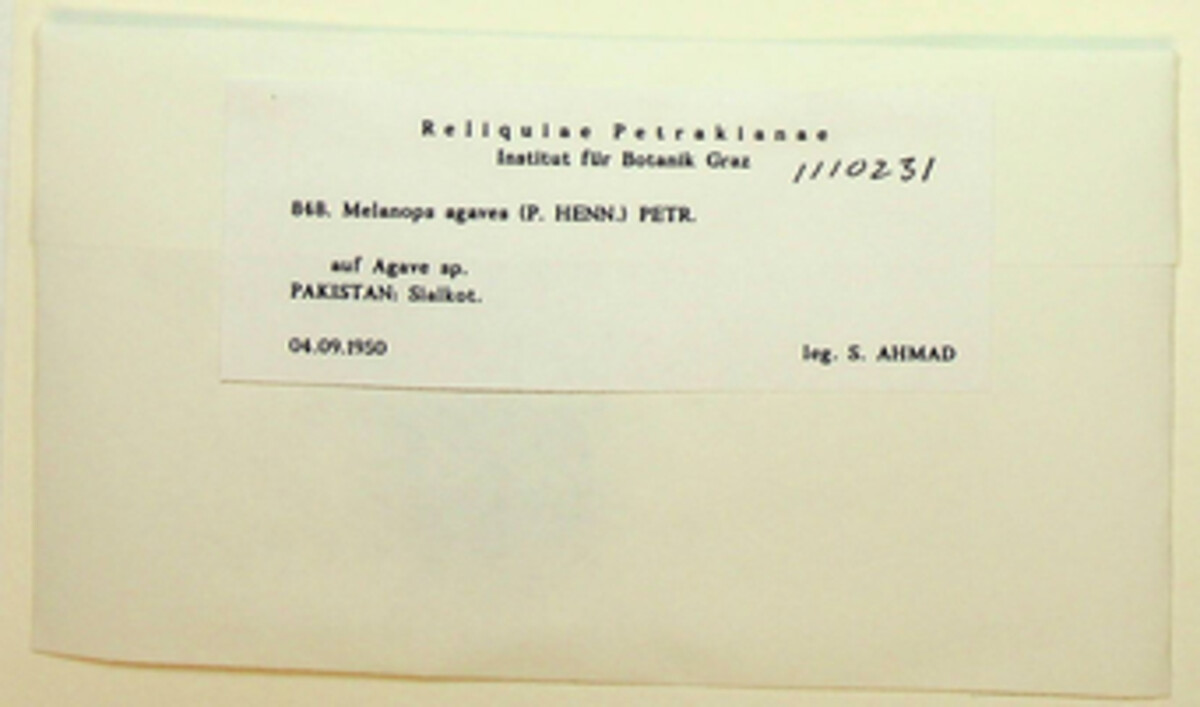 Reliquiae Petrakianae
Institut für Botanik Graz
1110231
848. Melanops agaves (P. HENN.) PETR.
auf Agave sp.
PAKISTAN: Sialkot.
04.09.1950
leg. S. AHMAD